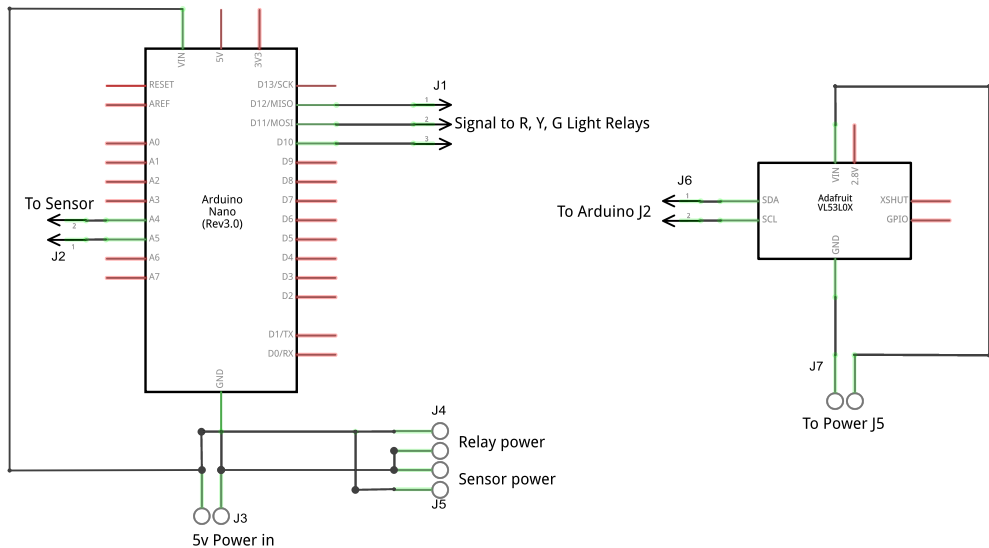 VIN
5V
3V3
RESET
AREF
A0
A1
A2
A3
A4
A5
A6
A7
D13/SCK
D12/MISO
D11/MOSI
D10
D9
D8
D7
D6
D5
D4
D3
D2
D1/TX
D0/RX
GND
Arduino
Nano
(Rev3.0)
To Sensor
2
1
J2
J1
1
2
3
Signal to R, Y, G Light Relays
J4
Relay power
Sensor power
J5
J3
5v Power in
J6
1
2
To Arduino J2
VIN
2.8V
SDA
SCL
Adafruit
VL53L0X
XSHUT
GPIO
GND
J7
To Power J5